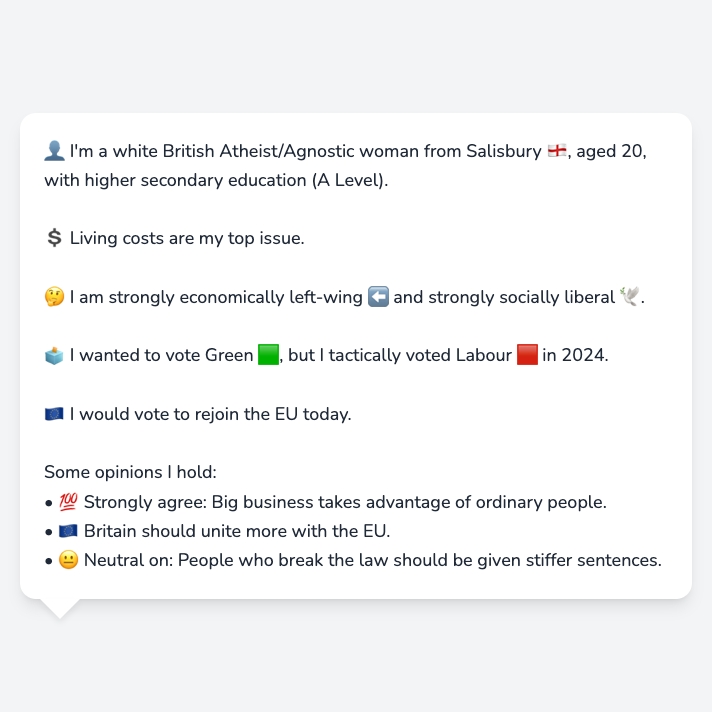 👤 I'm a white British Atheist/Agnostic woman from Salisbury 🏴󠁧󠁢󠁥󠁮󠁧󠁿, aged 20,
with higher secondary education (A Level).
💲 Living costs are my top issue.
🤔 I am strongly economically left-wing ⬅️ and strongly socially liberal 🕊️.
🗳️ I wanted to vote Green 🟩, but I tactically voted Labour 🟥 in 2024.
🇪🇺 I would vote to rejoin the EU today.
Some opinions I hold:
• 💯 Strongly agree: Big business takes advantage of ordinary people.
• 🇪🇺 Britain should unite more with the EU.
• 😐 Neutral on: People who break the law should be given stiffer sentences.